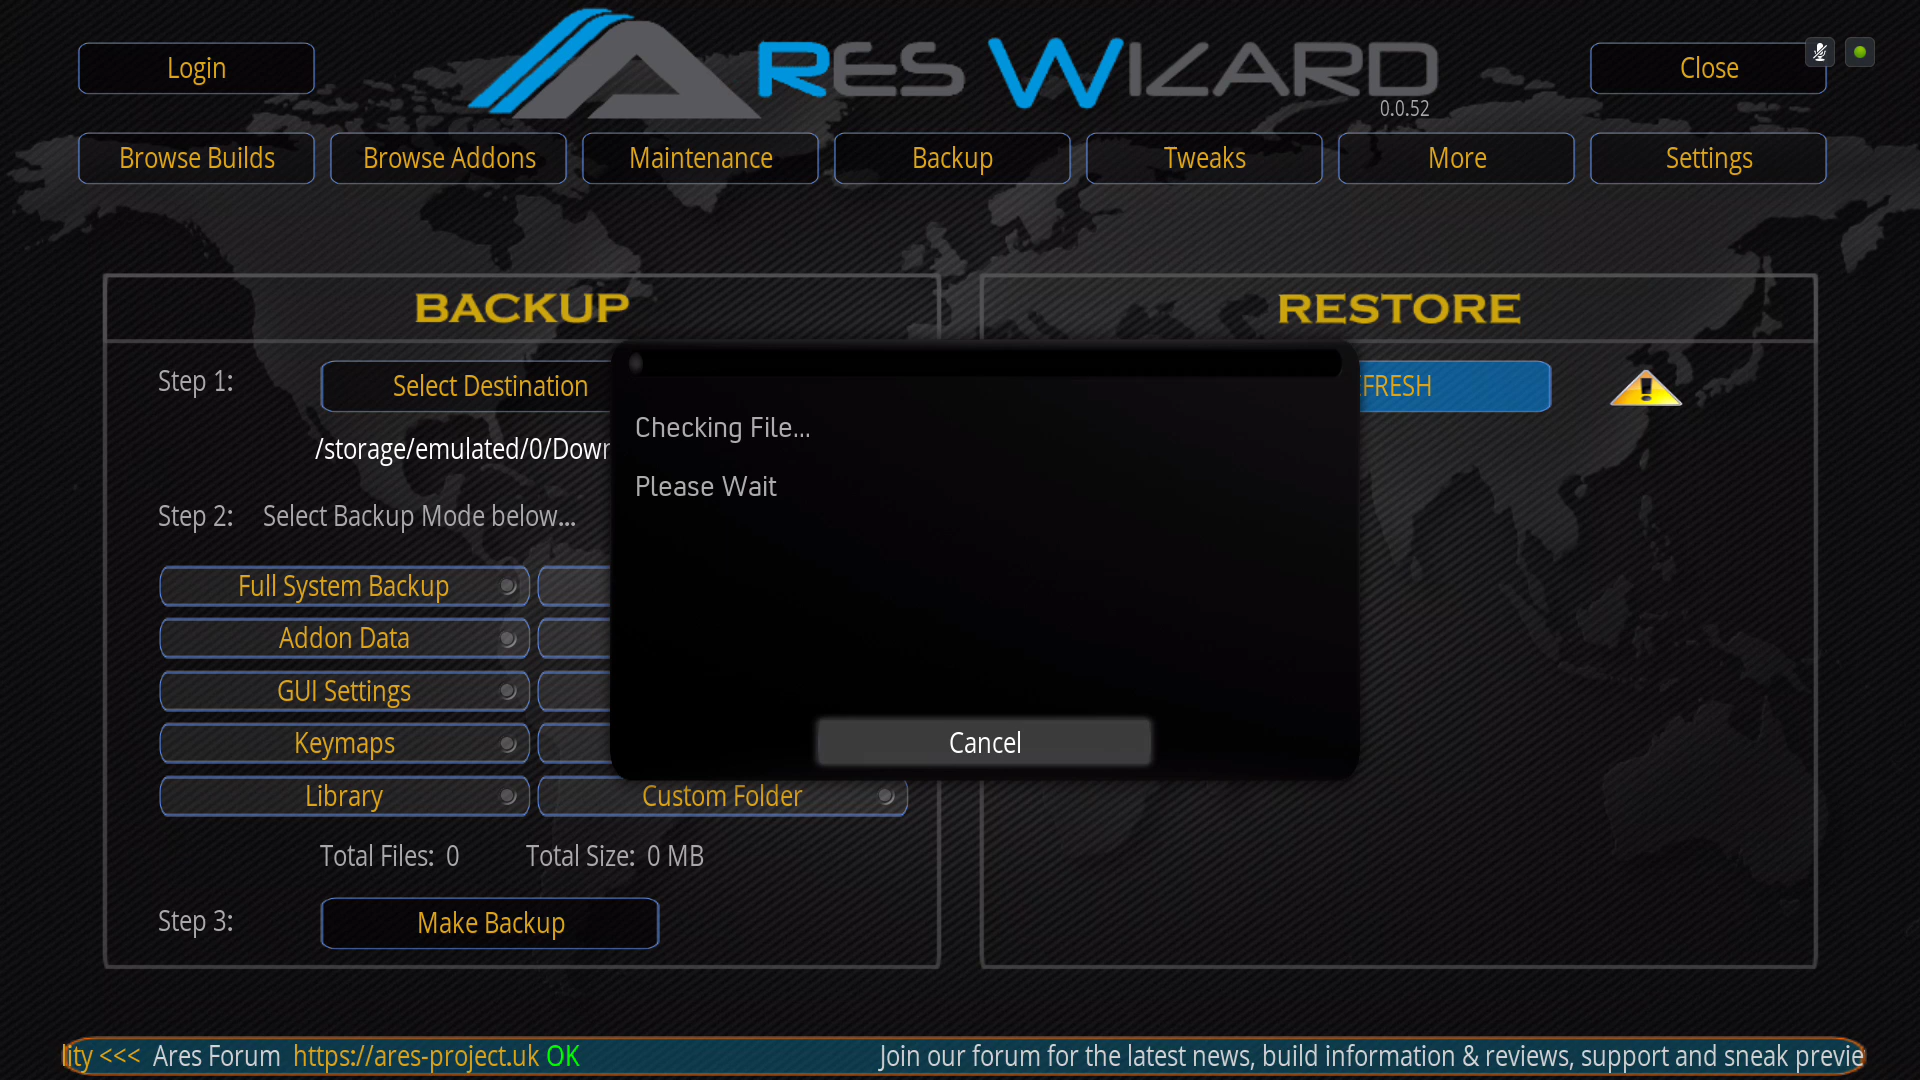 Login
ARES WIZARD
Close
0.0.52
Browse Builds
Browse Addons
Maintenance
Backup
Tweaks
More
Settings
BACKUP
RESTORE
Step 1:
Select Destination
EFRESH
/storage/emulated/0/Down
Checking File...
Please Wait
Step 2: Select Backup Mode below...
Full System Backup
Addon Data
GUI Settings
Keymaps
Cancel
Library
Custom Folder
Total Files: 0 Total Size: 0 MB
Step 3:
Make Backup
lity <<< Ares Forum https://ares-project.uk OK
Join our forum for the latest news, build information & reviews, support and sneak previe